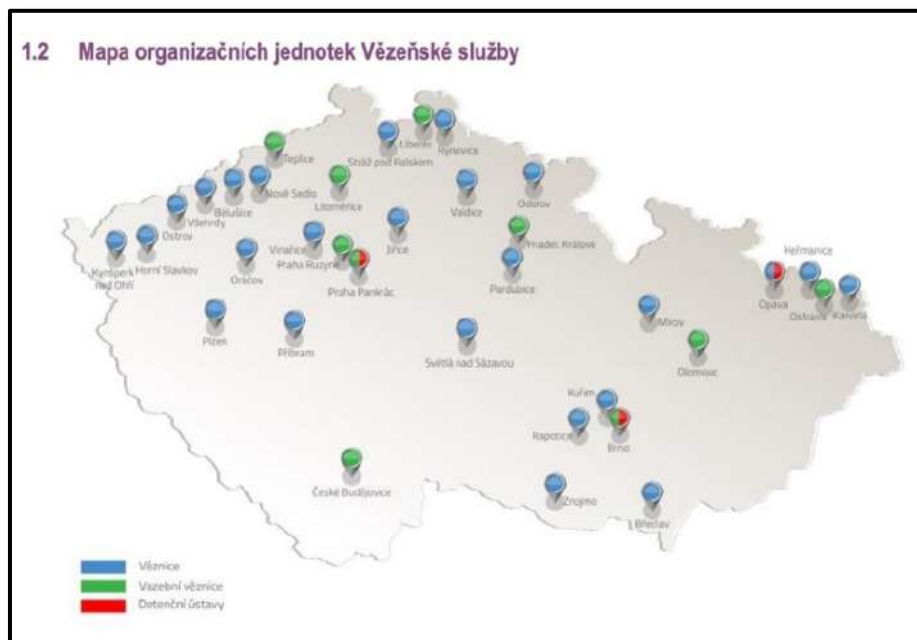 1.2 Mapa organizačních jednotek Vězeňské služby
Liberec
Rýnovice
Teplice
Stráž pod Ralskem
Nové Sedlo
Litoměřice
Valdice
Odolov
Bělušice
Všehrdy
Ostrov
Jiřice
Hradec Králové
Heřmanice
Vinařice
Kynšperk
nad Ohří
Horní Slavkov
Praha Ruzyně
Oráčov
Praha Pankrác
Pardubice
Opava
Ostrava
Karviná
Mírov
Plzeň
Příbram
Světlá nad Sázavou
Olomouc
Kuřim
Rapotice
Brno
České Budějovice
Znojmo
Břeclav
Věznice
Vazební věznice
Detenční ústavy